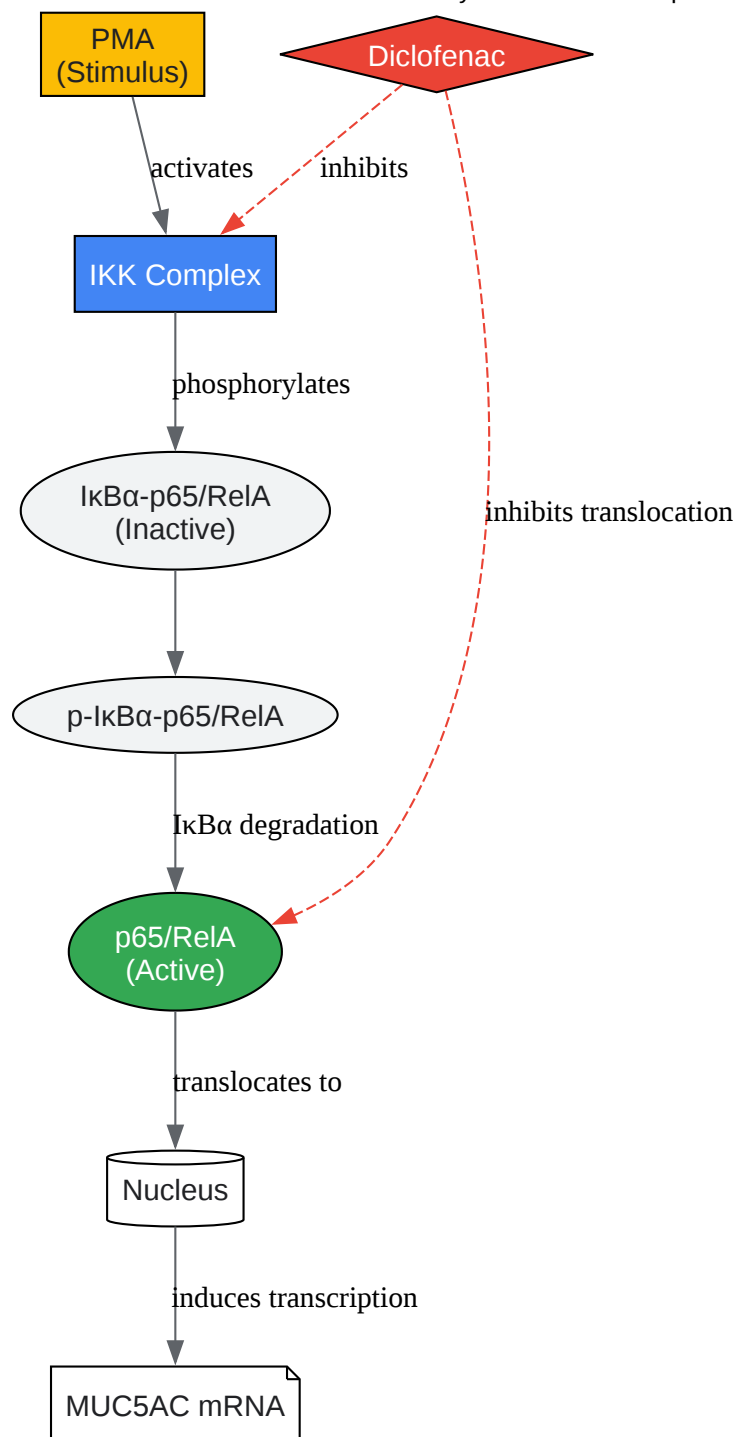 PMA
(Stimulus)
Diclofenac
activates
inhibits
IKK Complex
phosphorylates
IκBα-p65/RelA
(Inactive)
inhibits translocation
p-IκBα-p65/RelA
IκBα degradation
p65/RelA
(Active)
translocates to
Nucleus
induces transcription
MUC5AC mRNA